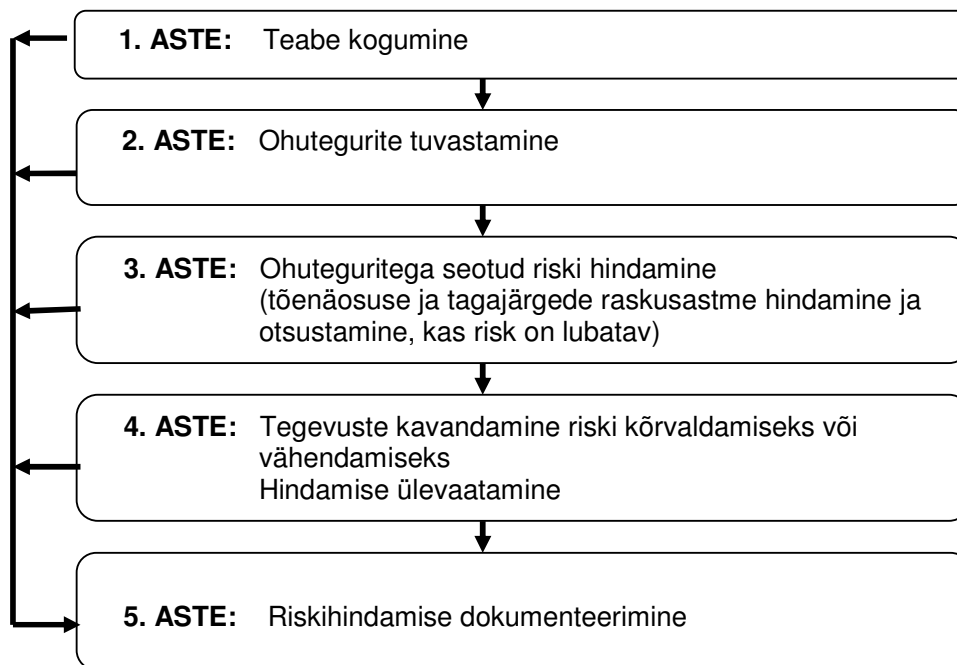 1. ASTE: Teabe kogumine
2. ASTE: Ohutegurite tuvastamine
3. ASTE: Ohuteguritega seotud riski hindamine
(tõenäosuse ja tagajärgede raskusastme hindamine ja
otsustamine, kas risk on lubatav)
4. ASTE: Tegevuste kavandamine riski kõrvaldamiseks või
vähendamiseks
Hindamise ülevaatamine
5. ASTE: Riskihindamise dokumenteerimine